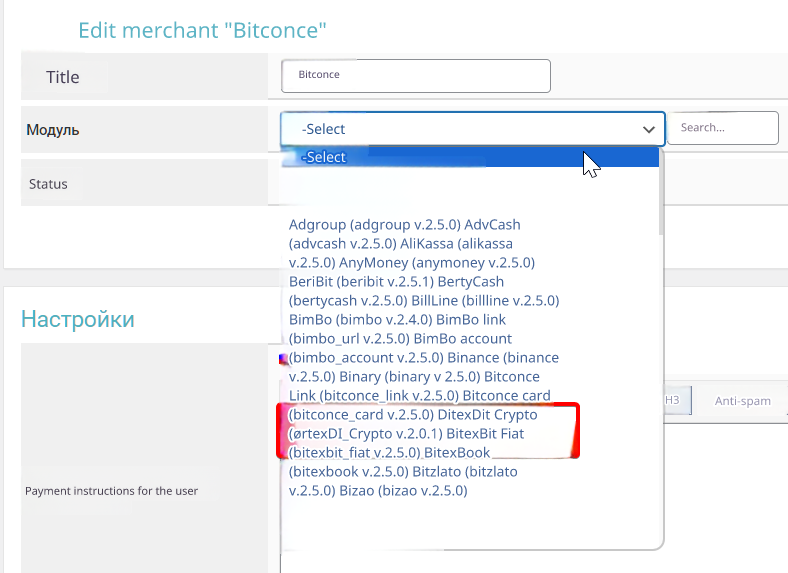 Edit merchant "Bitconce"
Title
Bitconce
Модуль
-Select
Search...
-Select
Status
Adgroup (adgroup v.2.5.0) AdvCash
(advcash v.2.5.0) AliKassa (alikassa
v.2.5.0) AnyMoney (anymoney v.2.5.0)
BeriBit (beribit v.2.5.1) BertyCash
(bertycash v.2.5.0) BillLine (billline v.2.5.0)
BimBo (bimbo v.2.4.0) BimBo link
(bimbo_url v.2.5.0) BimBo account
(bimbo_account v.2.5.0) Binance (binance
v.2.5.0) Binary (binary v 2.5.0) Bitconce
Link (bitconce_link v.2.5.0) Bitconce card
(bitconce_card v.2.5.0) DitexDit Crypto
(ørtexDI_Crypto v.2.0.1) BitexBit Fiat
(bitexbit_fiat v.2.5.0) BitexBook
(bitexbook v.2.5.0) Bitzlato (bitzlato
v.2.5.0) Bizao (bizao v.2.5.0)
Настройки
H3
Anti-spam
Payment instructions for the user